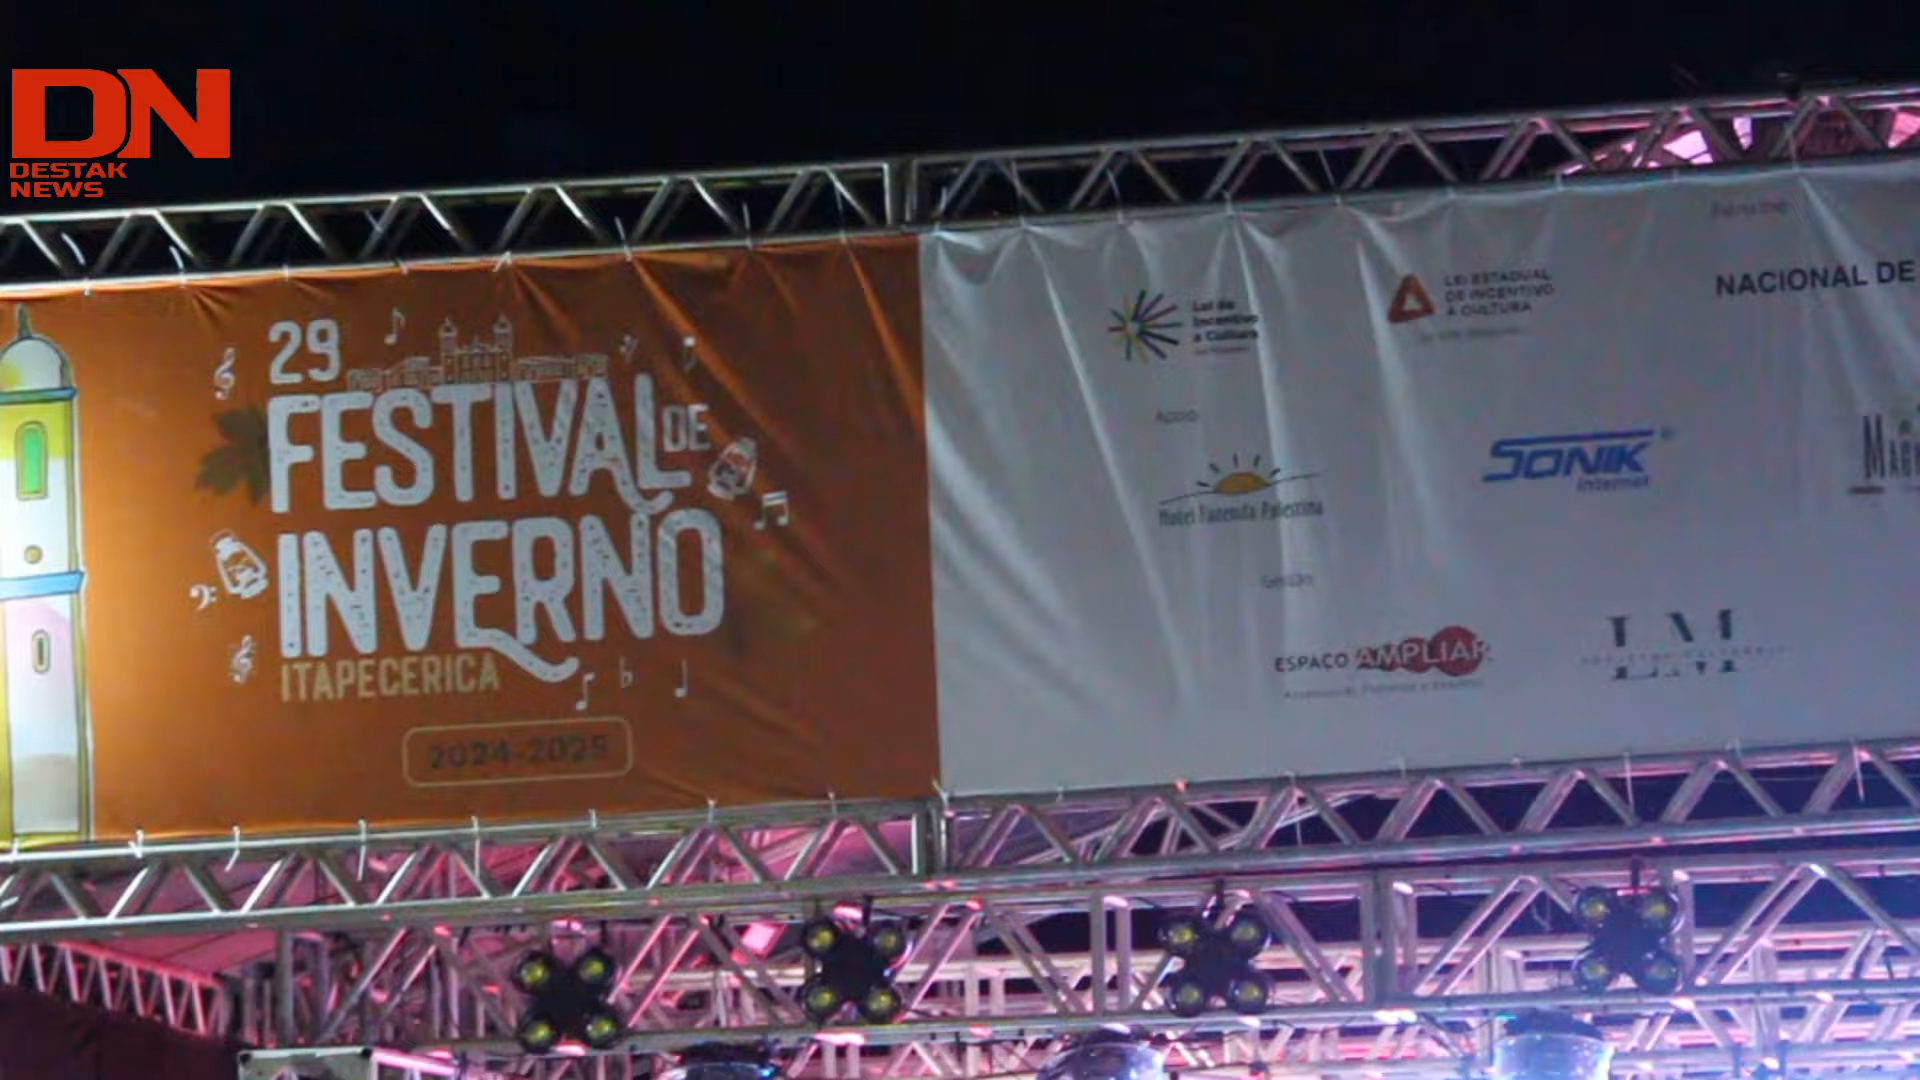 DN
DESTAK
NEWS
29
FESTIVAL DE
INVERNO
ITAPECERICA
2024-2025
Lei de
Incentivo
a Cultura
LEI ESTADUAL
DE INCENTIVO
À CULTURA
NACIONAL DE
Apoio
Hotel Fazenda Palestina
SONIK
Internet
Gestão
ESPAÇO AMPLIAR
LM